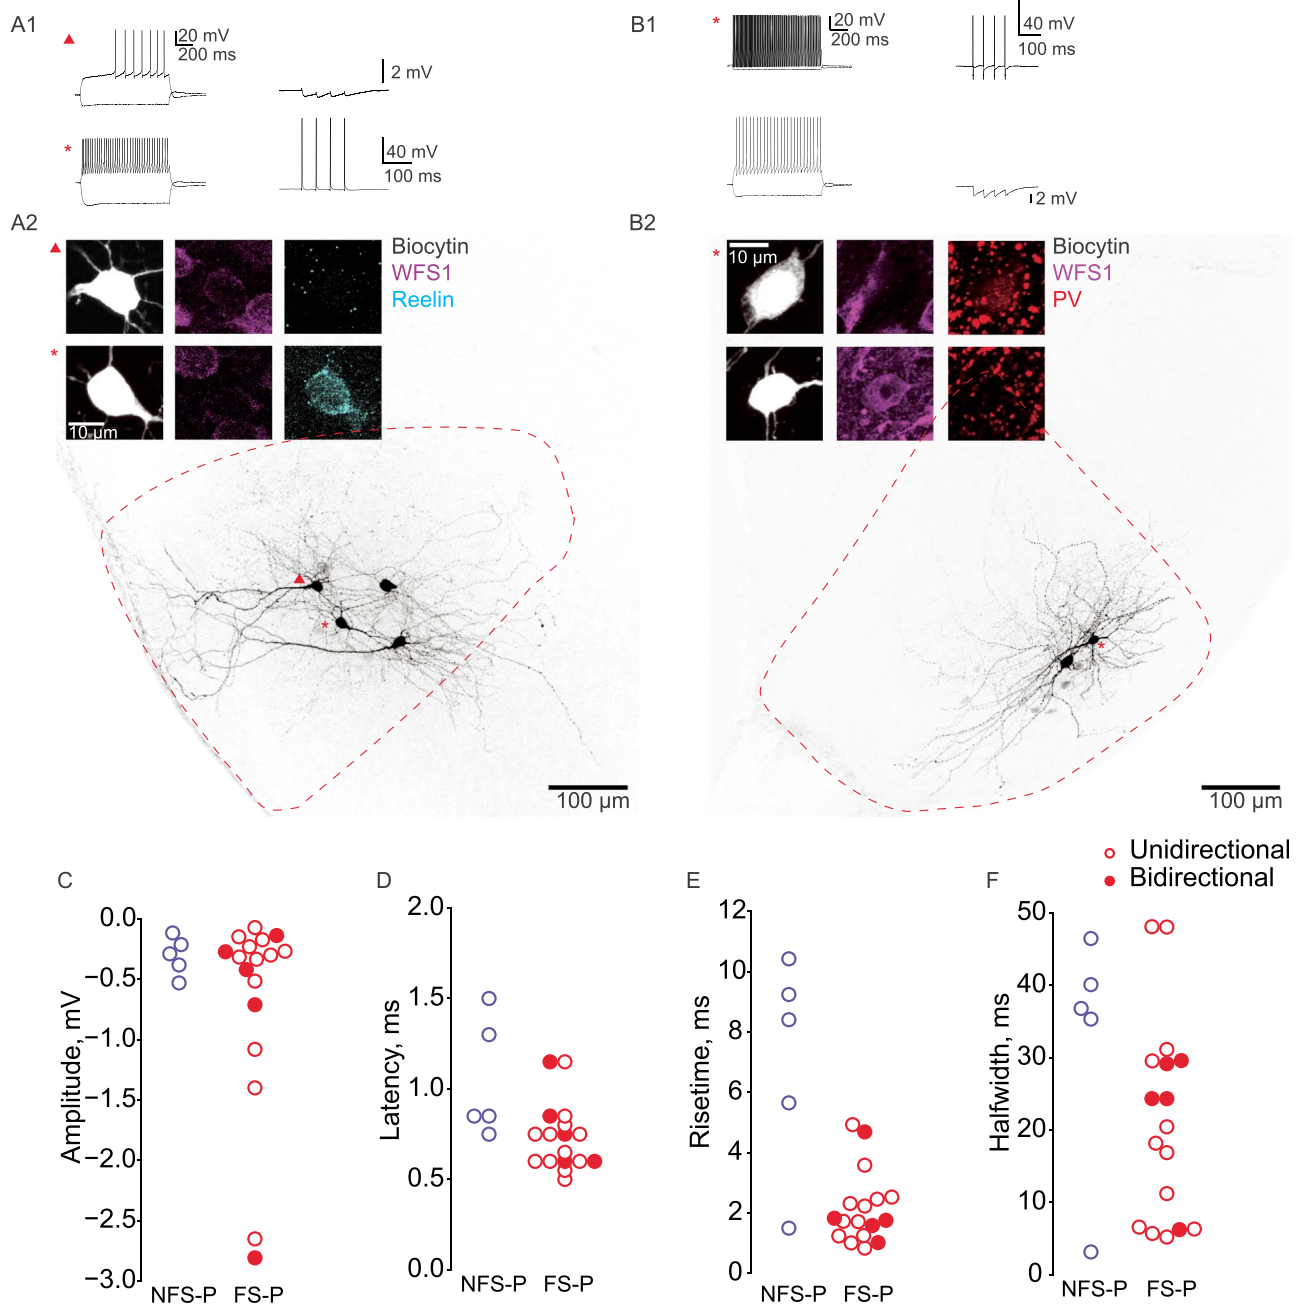 A1
20 mV
200 ms
2 mV
*
40 mV
100 ms
B1
*
20 mV
200 ms
40 mV
100 ms
2 mV
A2
Biocytin
WFS1
Reelin
*
10 µm
*
100 µm
B2
*
10 µm
Biocytin
WFS1
PV
*
100 µm
Unidirectional
Bidirectional
C
Amplitude, mV
0.0
−0.5
−1.0
−1.5
−2.0
−2.5
−3.0
NFS-P
FS-P
D
Latency, ms
2.0
1.5
1.0
0.5
0.0
NFS-P
FS-P
E
Risetime, ms
12
10
8
6
4
2
0
NFS-P
FS-P
F
Halfwidth, ms
50
40
30
20
10
0
NFS-P
FS-P